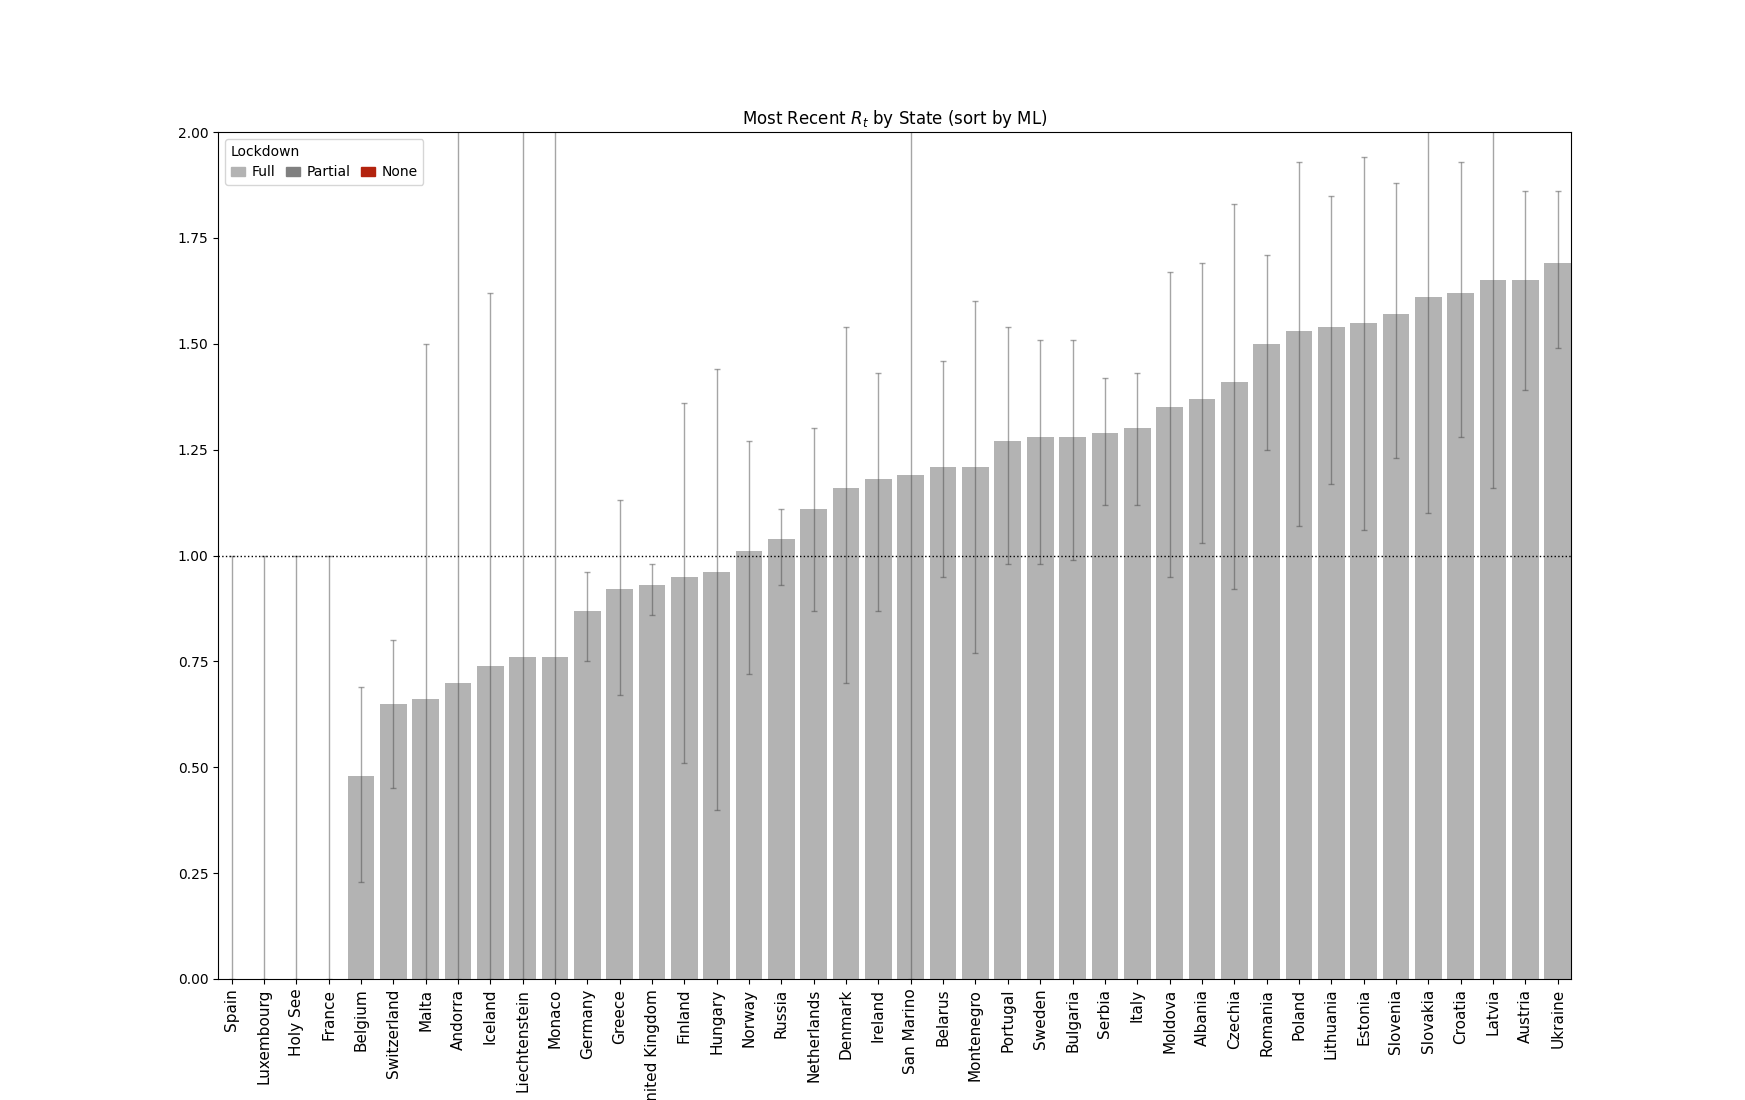 Most Recent R_t by State (sort by ML)
Lockdown
Full Partial None
2.00
1.75
1.50
1.25
1.00
0.75
0.50
0.25
0.00
Spain
Luxembourg
Holy See
France
Belgium
Switzerland
Malta
Andorra
Iceland
Liechtenstein
Monaco
Germany
Greece
nited Kingdom
Finland
Hungary
Norway
Russia
Netherlands
Denmark
Ireland
San Marino
Belarus
Montenegro
Portugal
Sweden
Bulgaria
Serbia
Italy
Moldova
Albania
Czechia
Romania
Poland
Lithuania
Estonia
Slovenia
Slovakia
Croatia
Latvia
Austria
Ukraine